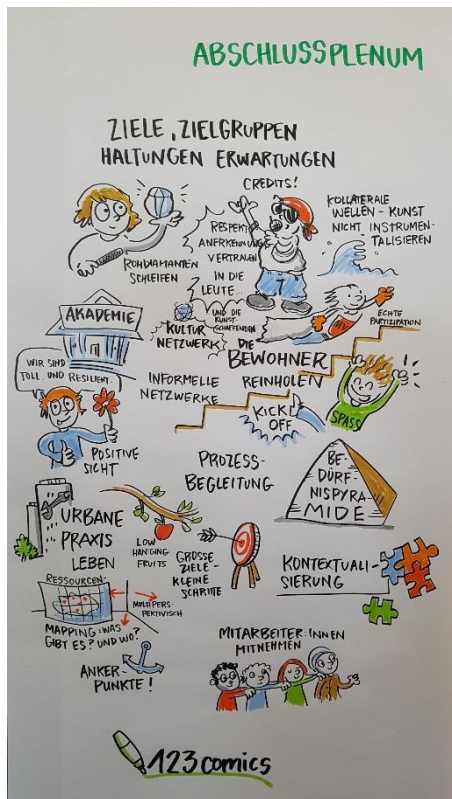 ABSCHLUSSPLENUM
ZIELE, ZIELGRUPPEN
HALTUNGEN ERWARTUNGEN
CREDITS!
ROHDIAMANTEN
SCHLEIFEN
RESPEKT
ANERKENNUNG
VERTRAUEN
IN DIE
LEUTE...
UND DIE
KUNST-
SCHAFFENDEN
KOLLATERALE
WELLEN - KUNST
NICHT INSTRUMEN-
TALISIEREN
AKADEMIE
KULTUR
NETZWERK
ECHTE
PARTIZIPATION
DIE
BEWOHNER
REINHOLEN
WIR SIND
TOLL UND RESILIENT.
INFORMELLE
NETZWERKE
KICK
OFF
SPASS
POSITIVE
SICHT
PROZESS-
BEGLEITUNG
BE-
DÜRF-
NISPYRA-
MIDE
URBANE
PRAXIS
LEBEN
LOW
HANGING
FRUITS
GROSSE
ZIELE-
KLEINE
SCHRITTE
KONTEXTUALI-
SIERUNG
RESSOURCEN-
MULTIPERS-
PEKTIVISCH
MAPPING: WAS
GIBT ES? UND WO?
ANKER-
PUNKTE!
MITARBEITER:INNEN
MITNEHMEN
123comics